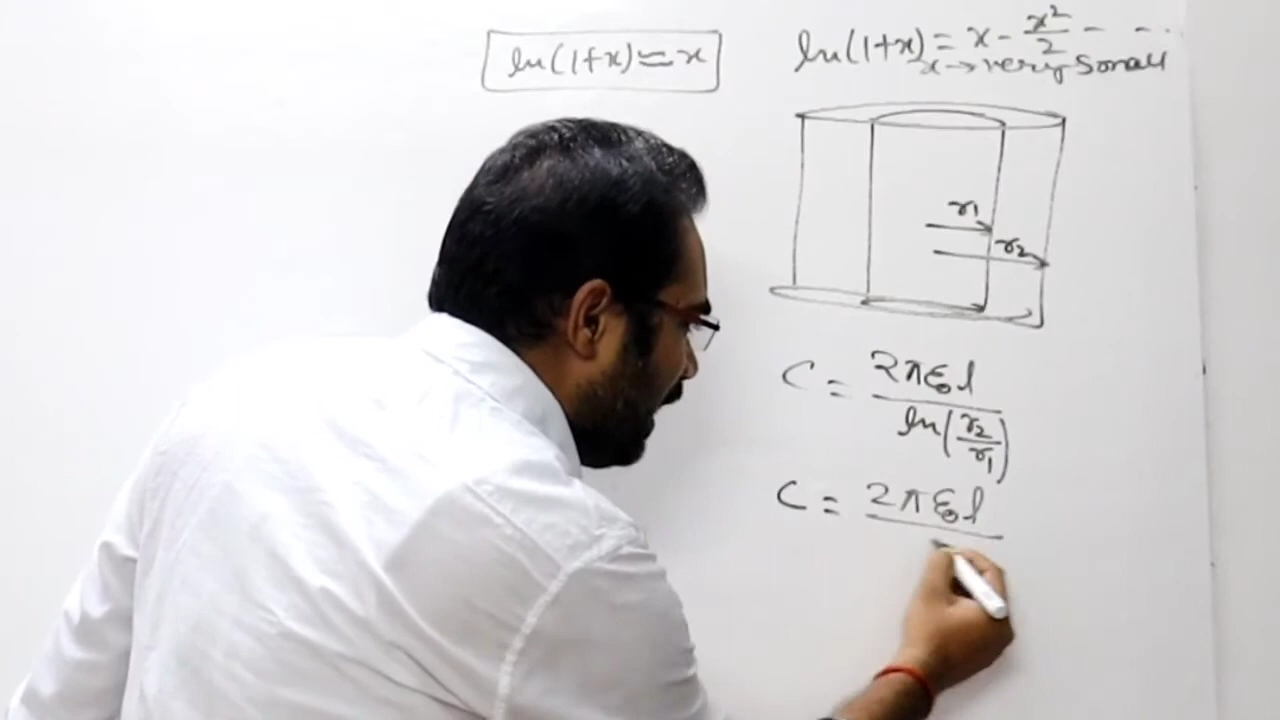 ln(1+x) ≃ x
ln(1+x) = x - x²/2 - - ..
x → very small
r1
r2
C = 2πε₀l / ln(r2/r1)
C = 2πε₀l